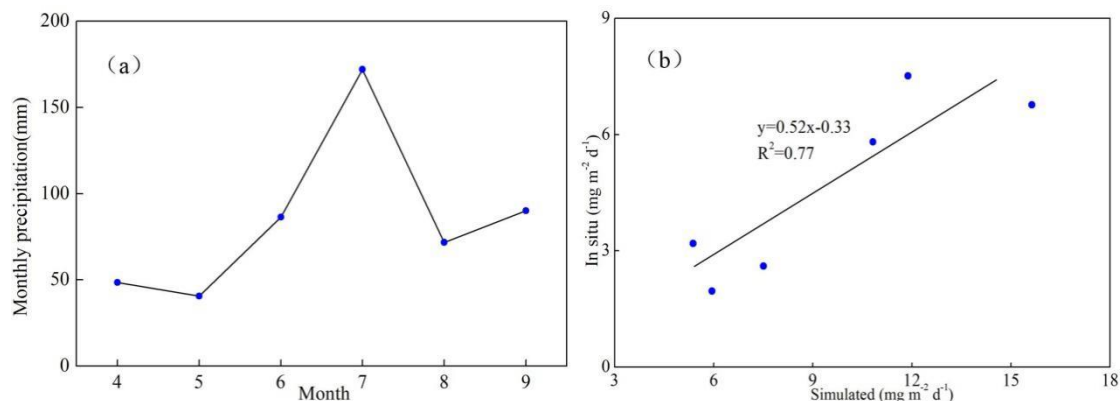 (a)
Monthly precipitation(mm)
200
150
100
50
0
4 5 6 7 8 9
Month
(b)
In situ (mg m⁻² d⁻¹)
9
6
3
0
y=0.52x-0.33
R²=0.77
3 6 9 12 15 18
Simulated (mg m⁻² d⁻¹)